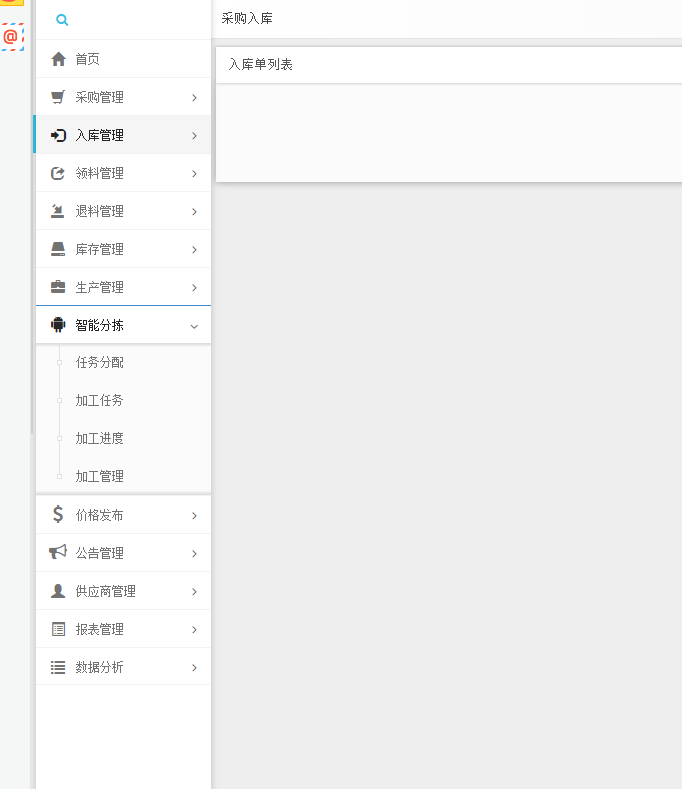 @
首页
采购管理
入库管理
领料管理
退料管理
库存管理
生产管理
智能分拣
任务分配
加工任务
加工进度
加工管理
价格发布
公告管理
供应商管理
报表管理
数据分析
采购入库
入库单列表